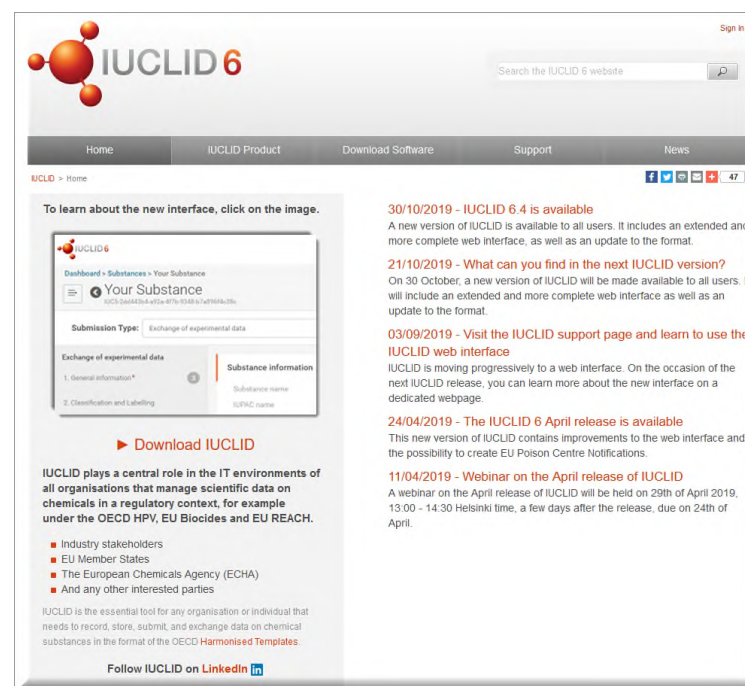 Sign in
IUCLID 6
Search the IUCLID 6 website
Home
IUCLID Product
Download Software
Support
News
IUCLID > Home
47
To learn about the new interface, click on the image.
IUCLID 6
Dashboard > Substances > Your Substance
Your Substance
Submission Type:
Exchange of experimental data
Exchange of experimental data
1. General information*
3
2. Classification and Labelling
Substance information
Substance name
IUPAC name
► Download IUCLID
IUCLID plays a central role in the IT environments of
all organisations that manage scientific data on
chemicals in a regulatory context, for example
under the OECD HPV, EU Biocides and EU REACH.
Industry stakeholders
EU Member States
The European Chemicals Agency (ECHA)
And any other interested parties
IUCLID is the essential tool for any organisation or individual that
needs to record, store, submit, and exchange data on chemical
substances in the format of the OECD Harmonised Templates.
Follow IUCLID on LinkedIn in
30/10/2019 - IUCLID 6.4 is available
A new version of IUCLID is available to all users. It includes an extended and
more complete web interface, as well as an update to the format.
21/10/2019 - What can you find in the next IUCLID version?
On 30 October, a new version of IUCLID will be made available to all users.
will include an extended and more complete web interface as well as an
update to the format.
03/09/2019 - Visit the IUCLID support page and learn to use the
IUCLID web interface
IUCLID is moving progressively to a web interface. On the occasion of the
next IUCLID release, you can learn more about the new interface on a
dedicated webpage.
24/04/2019 - The IUCLID 6 April release is available
This new version of IUCLID contains improvements to the web interface and
the possibility to create EU Poison Centre Notifications.
11/04/2019 - Webinar on the April release of IUCLID
A webinar on the April release of IUCLID will be held on 29th of April 2019,
13:00 - 14:30 Helsinki time, a few days after the release, due on 24th of
April.